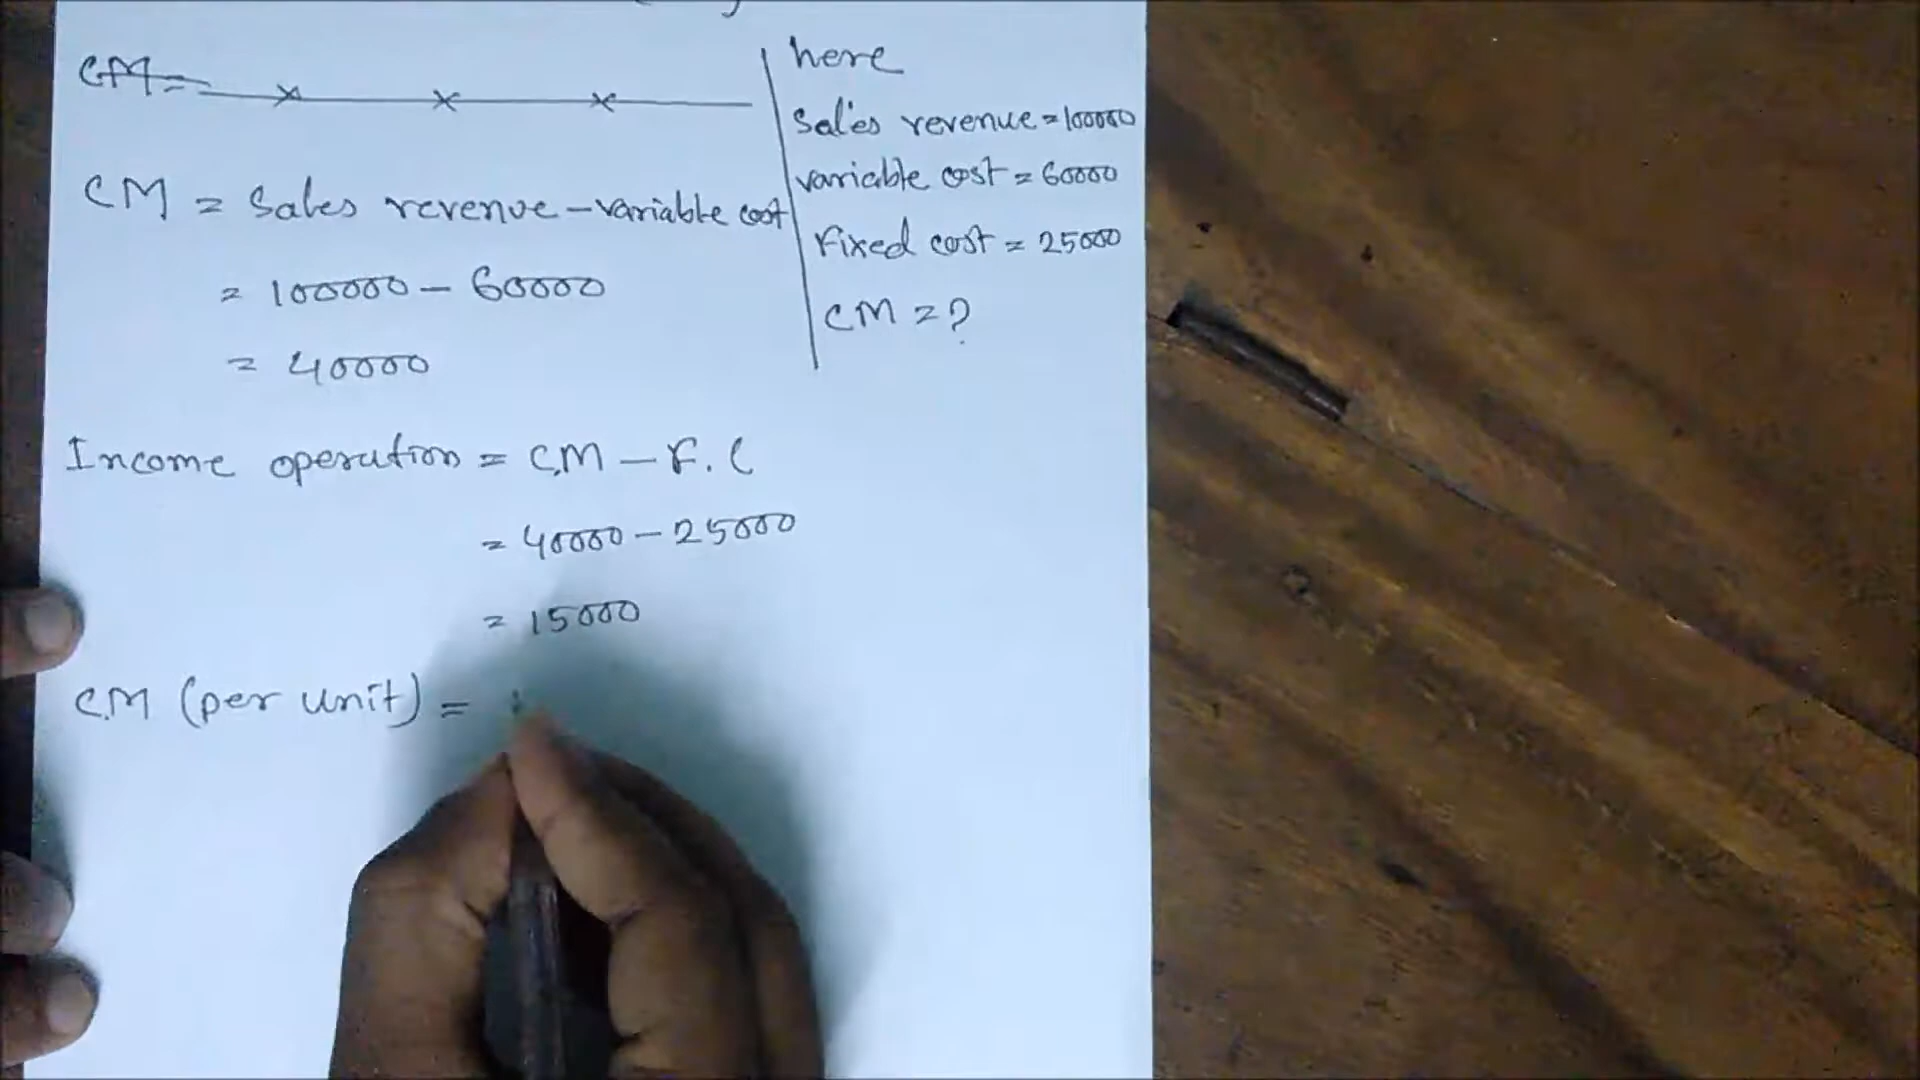 CM =
CM = Sales revenue - variable cost
= 100000 - 60000
= 40000
Income operation = CM - F.C
= 40000 - 25000
= 15000
CM (per unit) =
here
Sales revenue = 100000
variable cost = 60000
Fixed cost = 25000
CM = ?